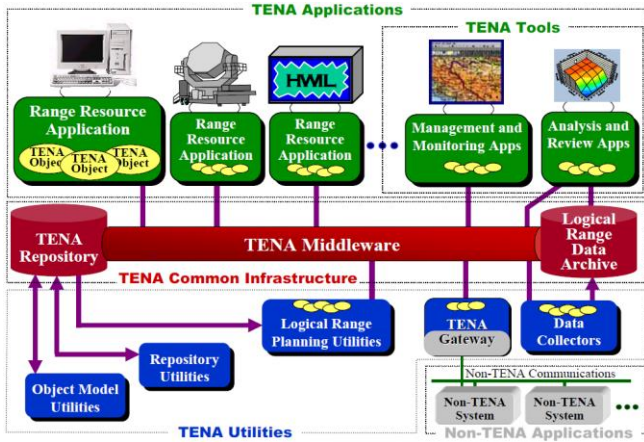 TENA Applications
TENA Tools
HWIL
Range Resource
Application
TENA
Object
TENA
Object
TENA
Object
Range
Resource
Application
Range
Resource
Application
Management and
Monitoring Apps
Analysis and
Review Apps
TENA
Repository
TENA Middleware
Logical
Range
Data
Archive
TENA Common Infrastructure
Logical Range
Planning Utilities
TENA
Gateway
Data
Collectors
Repository
Utilities
Object Model
Utilities
Non-TENA Communications
Non-TENA
System
Non-TENA
System
TENA Utilities
Non-TENA Applications